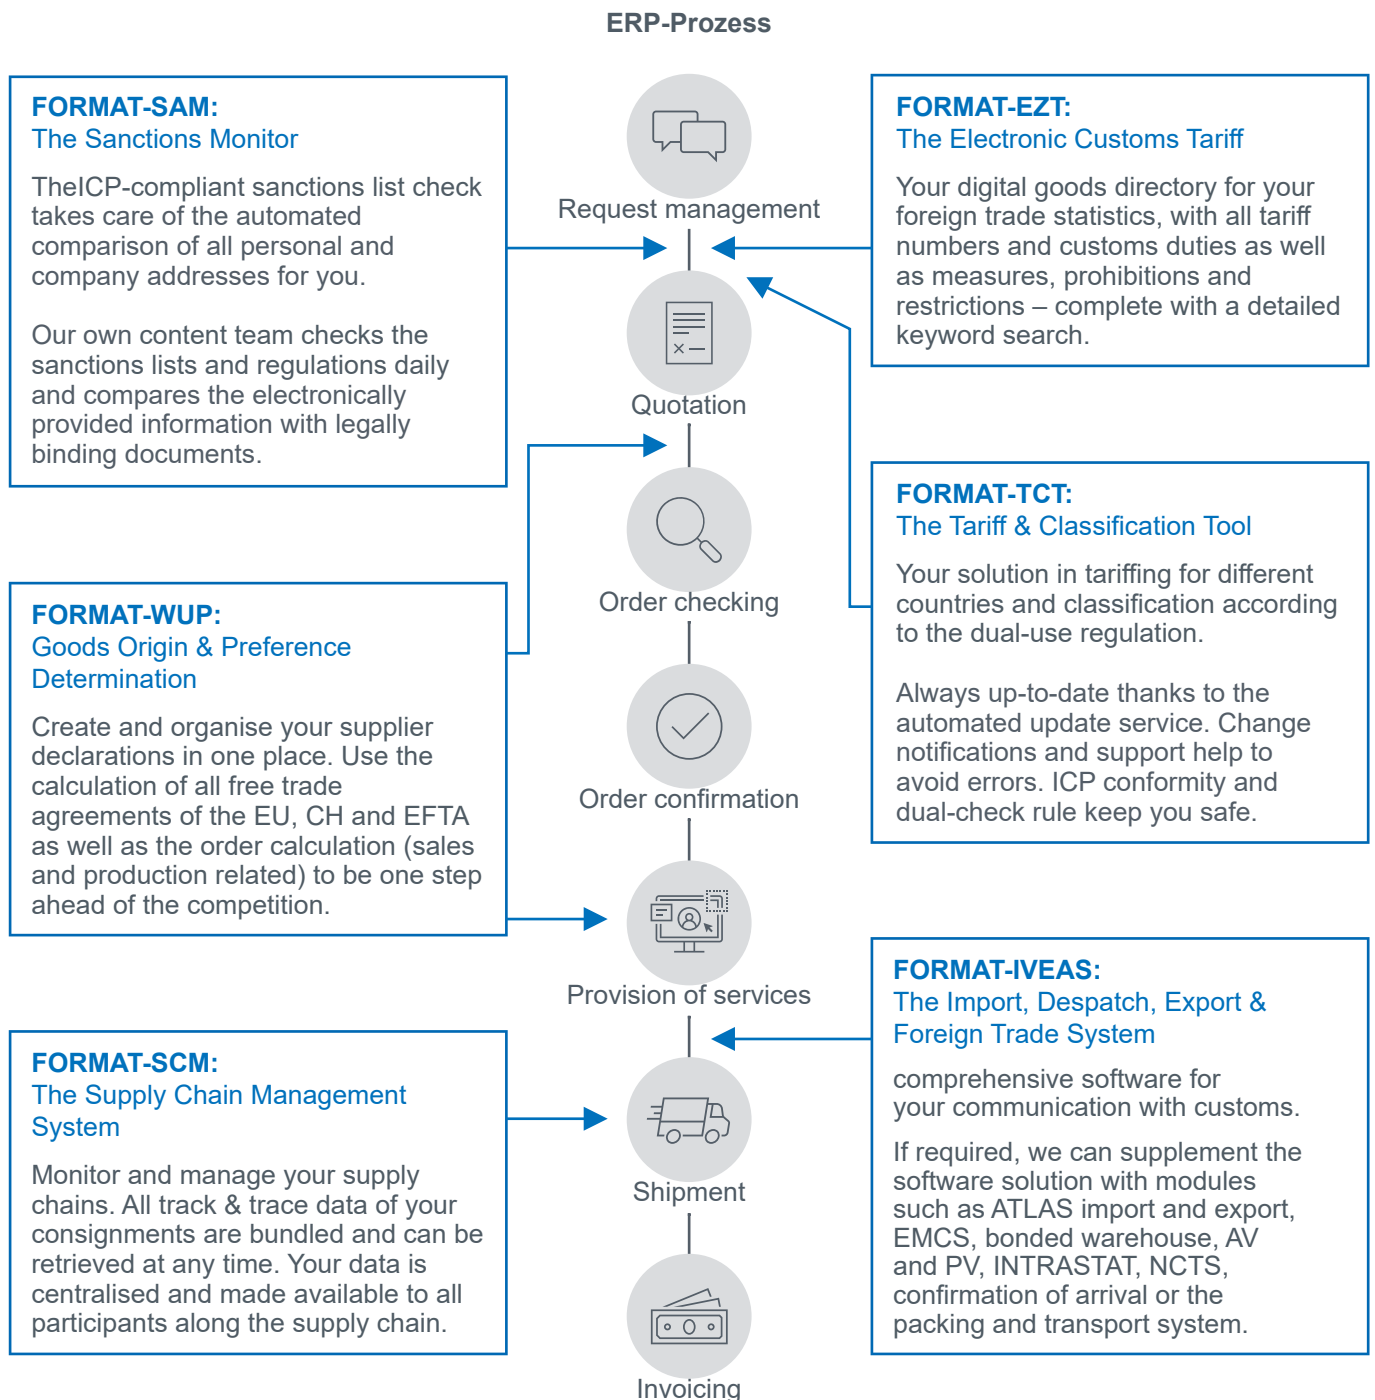 ERP-Prozess
FORMAT-SAM:
The Sanctions Monitor
TheICP-compliant sanctions list check
takes care of the automated
comparison of all personal and
company addresses for you.
Our own content team checks the
sanctions lists and regulations daily
and compares the electronically
provided information with legally
binding documents.
FORMAT-WUP:
Goods Origin & Preference
Determination
Create and organise your supplier
declarations in one place. Use the
calculation of all free trade
agreements of the EU, CH and EFTA
as well as the order calculation (sales
and production related) to be one step
ahead of the competition.
FORMAT-SCM:
The Supply Chain Management
System
Monitor and manage your supply
chains. All track & trace data of your
consignments are bundled and can be
retrieved at any time. Your data is
centralised and made available to all
participants along the supply chain.
Request management
Quotation
Order checking
Order confirmation
Provision of services
Shipment
Invoicing
FORMAT-EZT:
The Electronic Customs Tariff
Your digital goods directory for your
foreign trade statistics, with all tariff
numbers and customs duties as well
as measures, prohibitions and
restrictions – complete with a detailed
keyword search.
FORMAT-TCT:
The Tariff & Classification Tool
Your solution in tariffing for different
countries and classification according
to the dual-use regulation.
Always up-to-date thanks to the
automated update service. Change
notifications and support help to
avoid errors. ICP conformity and
dual-check rule keep you safe.
FORMAT-IVEAS:
The Import, Despatch, Export &
Foreign Trade System
comprehensive software for
your communication with customs.
If required, we can supplement the
software solution with modules
such as ATLAS import and export,
EMCS, bonded warehouse, AV
and PV, INTRASTAT, NCTS,
confirmation of arrival or the
packing and transport system.